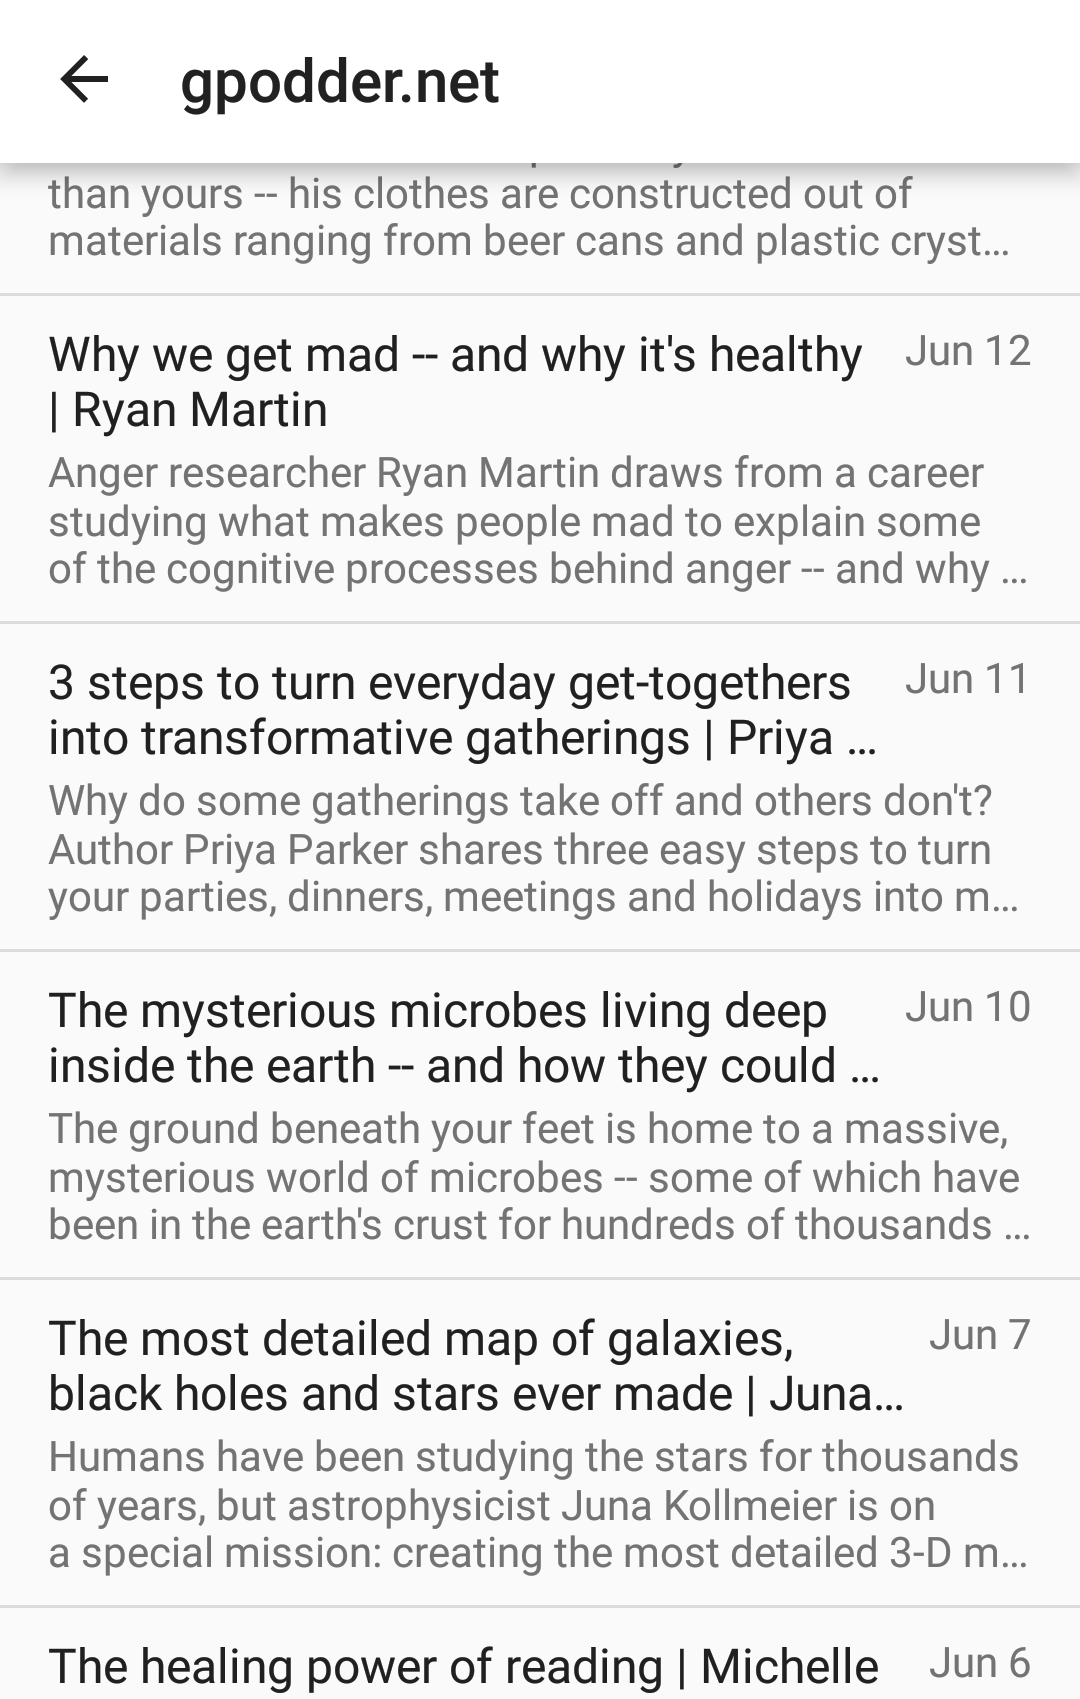 gpodder.net
than yours -- his clothes are constructed out of
materials ranging from beer cans and plastic cryst...
Why we get mad -- and why it's healthy
| Ryan Martin
Jun 12
Anger researcher Ryan Martin draws from a career
studying what makes people mad to explain some
of the cognitive processes behind anger -- and why ...
3 steps to turn everyday get-togethers
into transformative gatherings | Priya ...
Jun 11
Why do some gatherings take off and others don't?
Author Priya Parker shares three easy steps to turn
your parties, dinners, meetings and holidays into m...
The mysterious microbes living deep
inside the earth -- and how they could ...
Jun 10
The ground beneath your feet is home to a massive,
mysterious world of microbes -- some of which have
been in the earth's crust for hundreds of thousands ...
The most detailed map of galaxies,
black holes and stars ever made | Juna...
Jun 7
Humans have been studying the stars for thousands
of years, but astrophysicist Juna Kollmeier is on
a special mission: creating the most detailed 3-D m...
The healing power of reading | Michelle
Jun 6